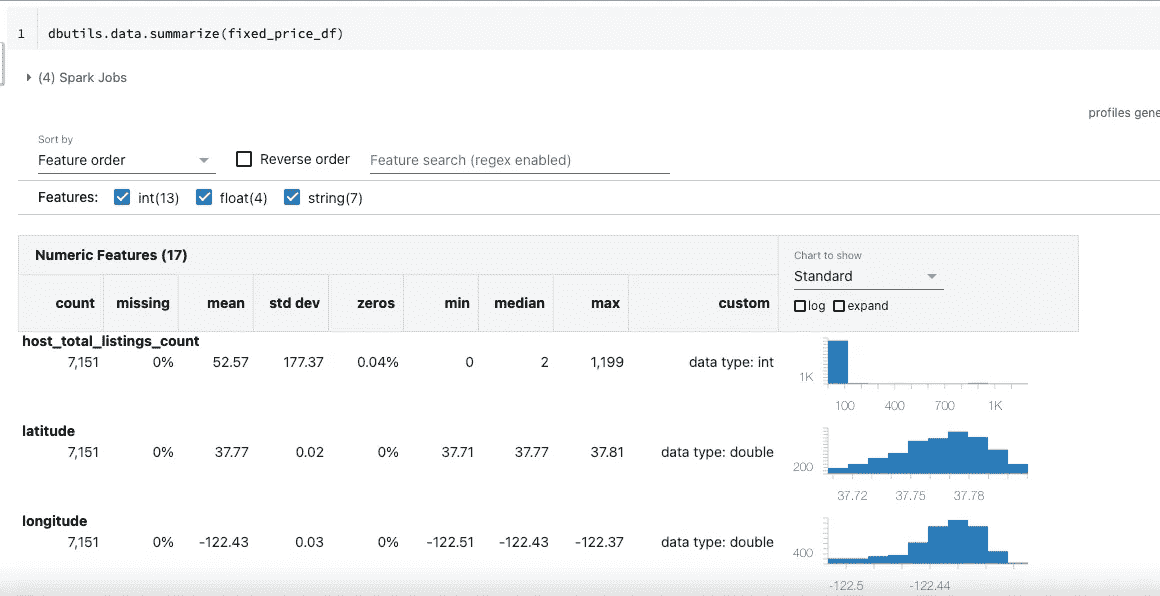 1 dbutils.data.summarize(fixed_price_df)
(4) Spark Jobs
profiles gene
Sort by
Feature order Reverse order Feature search (regex enabled)
Features: int(13) float(4) string(7)
Numeric Features (17) Chart to show
Standard
count missing mean std dev zeros min median max custom
log expand
host_total_listings_count
7,151 0% 52.57 177.37 0.04% 0 2 1,199 data type: int
1K
100 400 700 1K
latitude
7,151 0% 37.77 0.02 0% 37.71 37.77 37.81 data type: double
200
37.72 37.75 37.78
longitude
7,151 0% -122.43 0.03 0% -122.51 -122.43 -122.37 data type: double
400
-122.5 -122.44